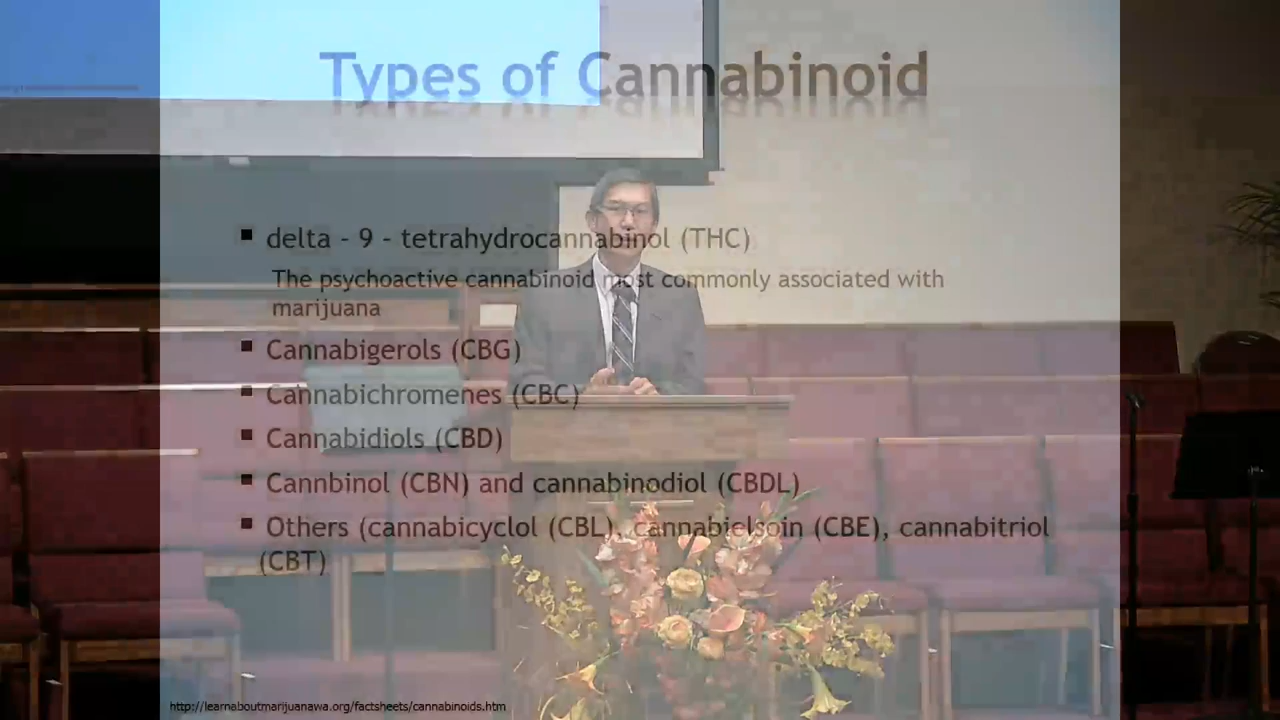 Types of Cannabinoid
▪ delta - 9 - tetrahydrocannabinol (THC)
The psychoactive cannabinoid most commonly associated with
marijuana
▪ Cannabigerols (CBG)
▪ Cannabichromenes (CBC)
▪ Cannabidiols (CBD)
▪ Cannbinol (CBN) and cannabinodiol (CBDL)
▪ Others (cannabicyclol (CBL), cannabielsoin (CBE), cannabitriol
(CBT)
http://learnaboutmarijuanawa.org/factsheets/cannabinoids.htm